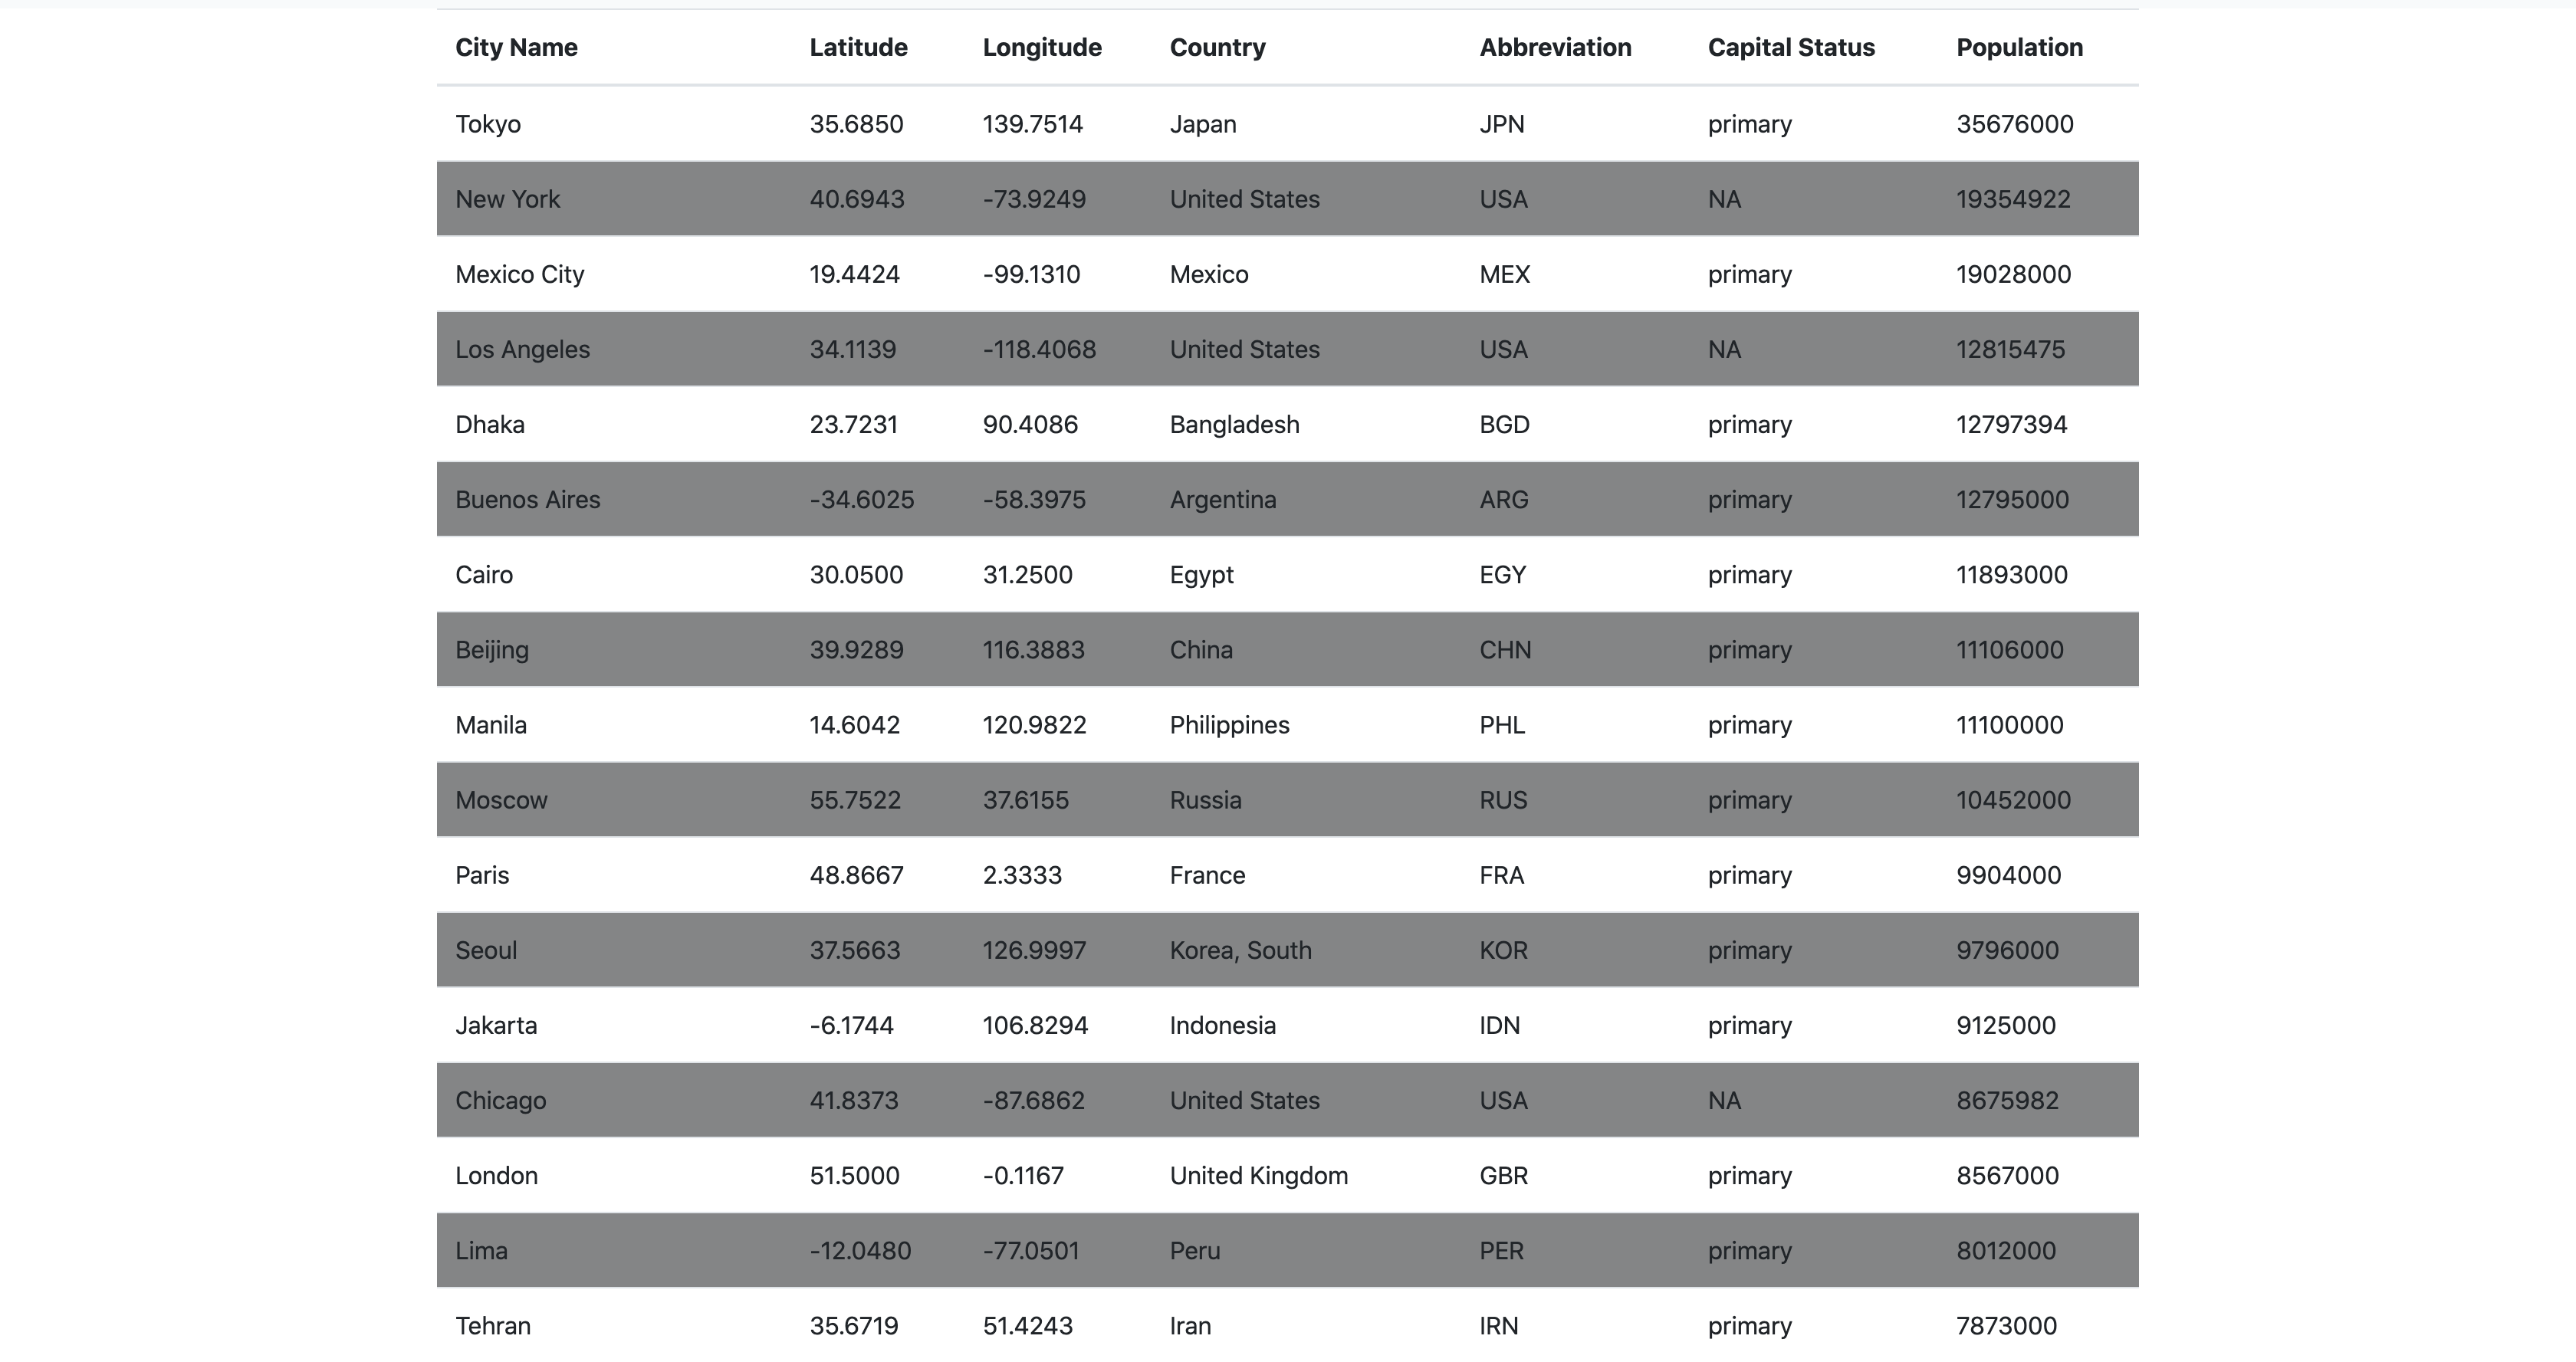 City Name Latitude Longitude Country Abbreviation Capital Status Population
Tokyo 35.6850 139.7514 Japan JPN primary 35676000
New York 40.6943 -73.9249 United States USA NA 19354922
Mexico City 19.4424 -99.1310 Mexico MEX primary 19028000
Los Angeles 34.1139 -118.4068 United States USA NA 12815475
Dhaka 23.7231 90.4086 Bangladesh BGD primary 12797394
Buenos Aires -34.6025 -58.3975 Argentina ARG primary 12795000
Cairo 30.0500 31.2500 Egypt EGY primary 11893000
Beijing 39.9289 116.3883 China CHN primary 11106000
Manila 14.6042 120.9822 Philippines PHL primary 11100000
Moscow 55.7522 37.6155 Russia RUS primary 10452000
Paris 48.8667 2.3333 France FRA primary 9904000
Seoul 37.5663 126.9997 Korea, South KOR primary 9796000
Jakarta -6.1744 106.8294 Indonesia IDN primary 9125000
Chicago 41.8373 -87.6862 United States USA NA 8675982
London 51.5000 -0.1167 United Kingdom GBR primary 8567000
Lima -12.0480 -77.0501 Peru PER primary 8012000
Tehran 35.6719 51.4243 Iran IRN primary 7873000